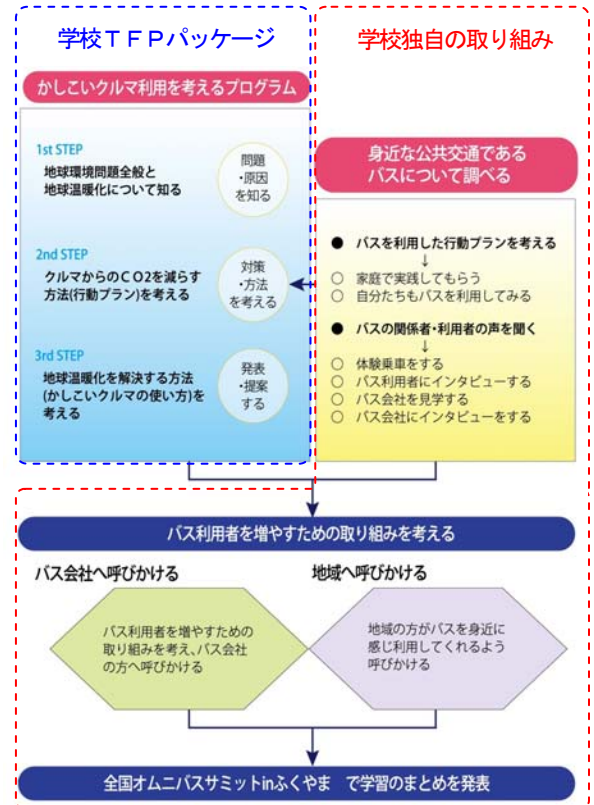 学校ＴＦＰパッケージ
学校独自の取り組み
かしこいクルマ利用を考えるプログラム
1st STEP
地球環境問題全般と
地球温暖化について知る
問題
・原因
を知る
2nd STEP
クルマからのＣＯ2を減らす
方法(行動プラン)を考える
対策
・方法
を考える
3rd STEP
地球温暖化を解決する方法
(かしこいクルマの使い方)を
考える
発表
・提案
する
身近な公共交通である
バスについて調べる
● バスを利用した行動プランを考える
↓
○ 家庭で実践してもらう
○ 自分たちもバスを利用してみる
● バスの関係者・利用者の声を聞く
↓
○ 体験乗車をする
○ バス利用者にインタビューする
○ バス会社を見学する
○ バス会社にインタビューをする
バス利用者を増やすための取り組みを考える
バス会社へ呼びかける
バス利用者を増やすための
取り組みを考え、バス会社
の方へ呼びかける
地域へ呼びかける
地域の方がバスを身近に
感じ利用してくれるよう
呼びかける
全国オムニバスサミットinふくやま　で学習のまとめを発表